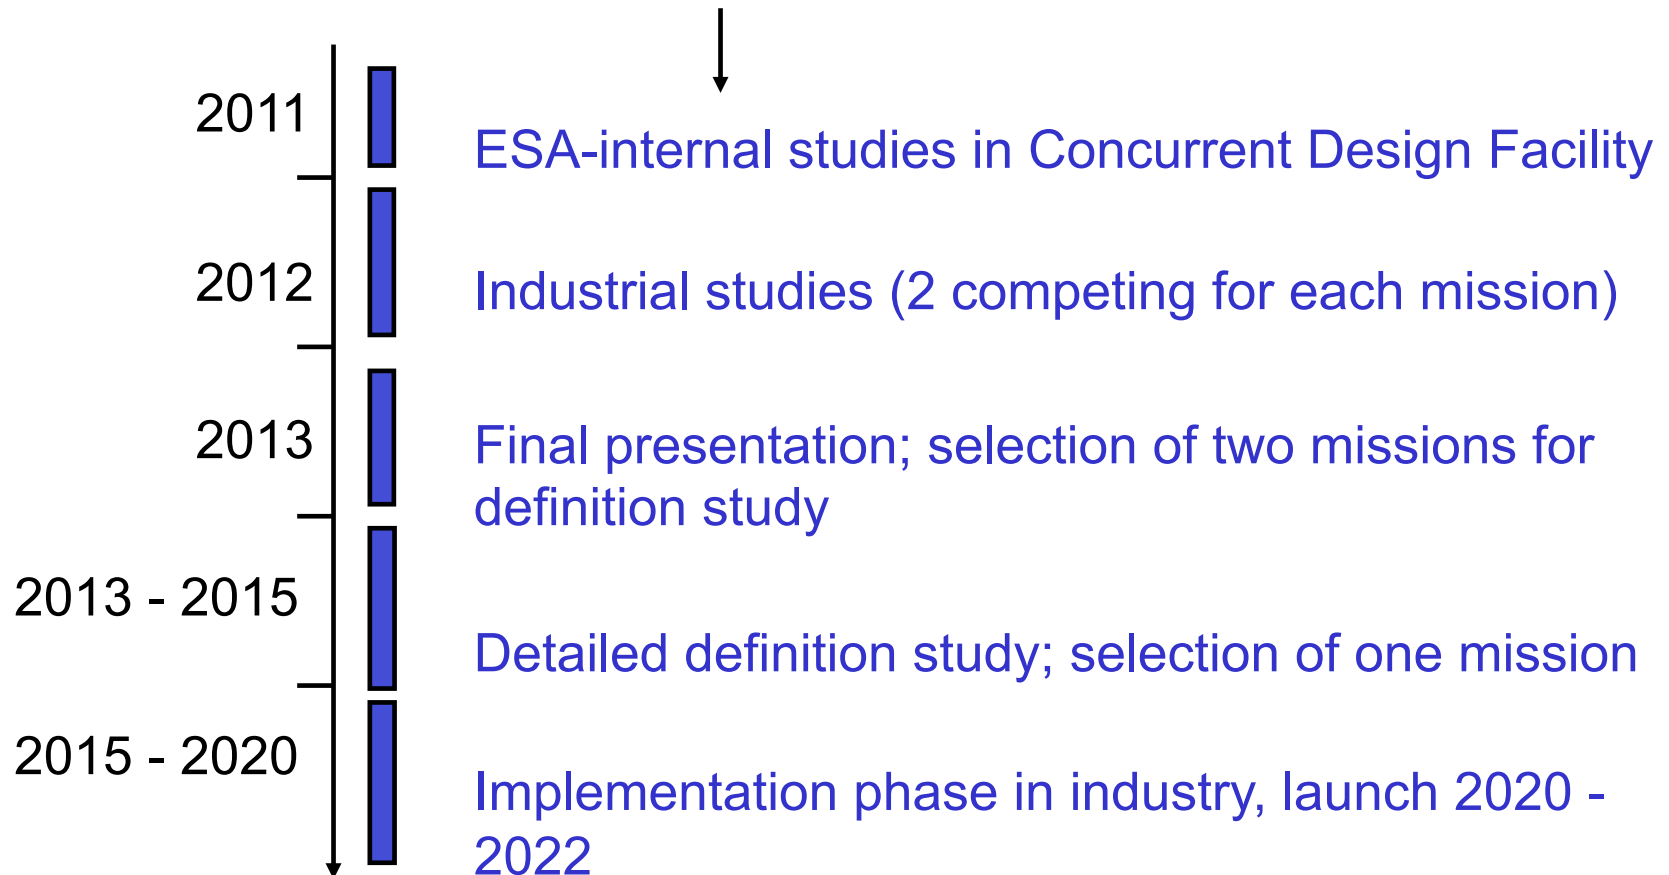 2011
ESA-internal studies in Concurrent Design Facility
2012
Industrial studies (2 competing for each mission)
2013
Final presentation; selection of two missions for
definition study
2013 - 2015
Detailed definition study; selection of one mission
2015 - 2020
Implementation phase in industry, launch 2020 -
2022